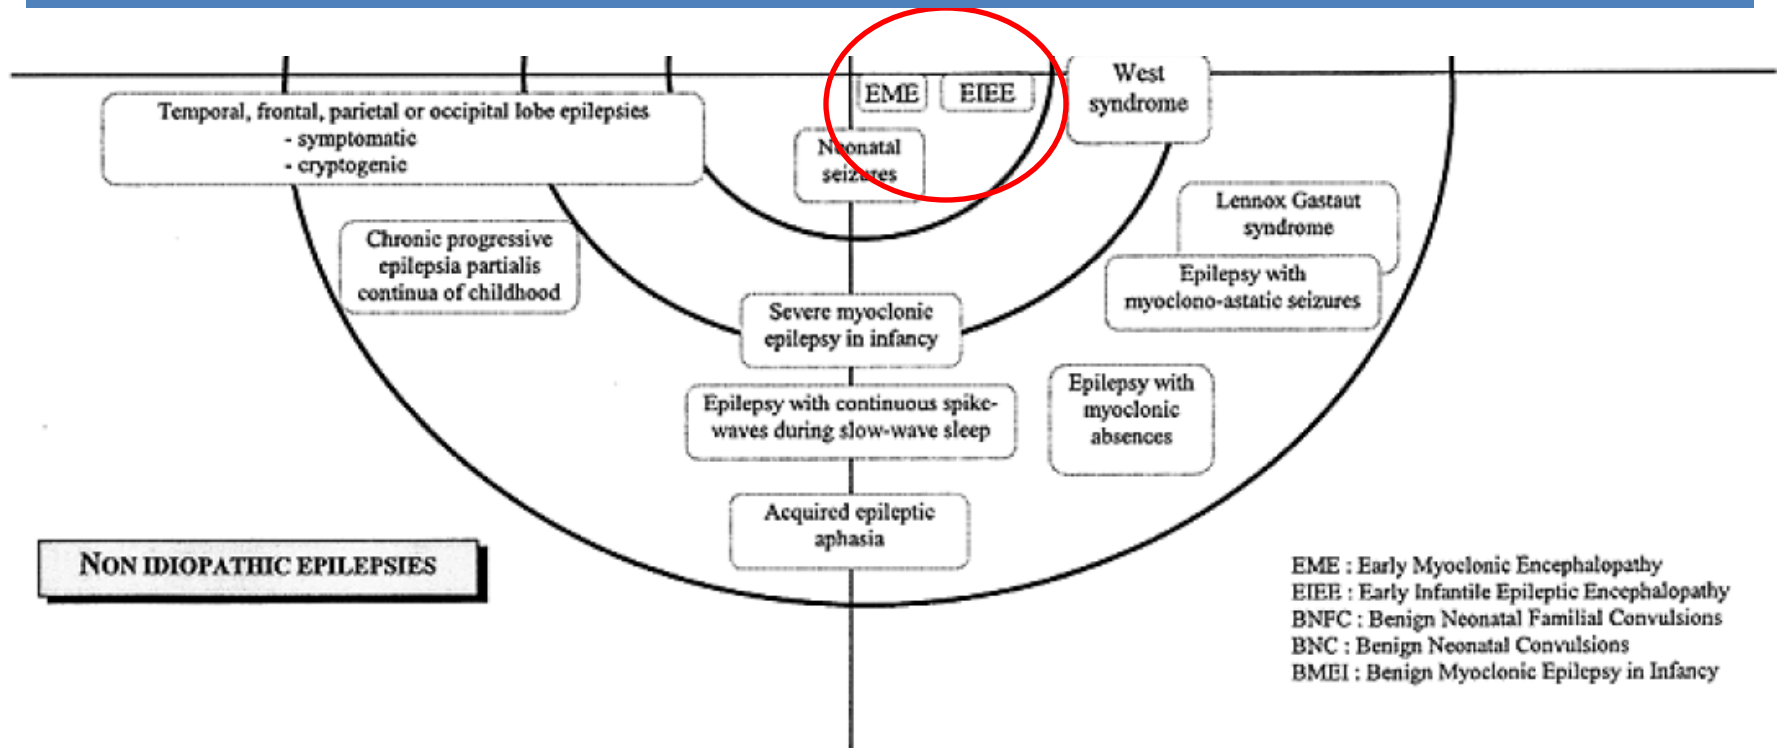 EME
EIEE
West
syndrome
Temporal, frontal, parietal or occipital lobe epilepsies
- symptomatic
- cryptogenic
Neonatal
seizures
Lennox Gastaut
syndrome
Chronic progressive
epilepsia partialis
continua of childhood
Epilepsy with
myoclono-astatic seizures
Severe myoclonic
epilepsy in infancy
Epilepsy with
myoclonic
absences
Epilepsy with continuous spike-
waves during slow-wave sleep
Acquired epileptic
aphasia
NON IDIOPATHIC EPILEPSIES
EME : Early Myoclonic Encephalopathy
EIEE : Early Infantile Epileptic Encephalopathy
BNFC : Benign Neonatal Familial Convulsions
BNC : Benign Neonatal Convulsions
BMEI : Benign Myoclonic Epilepsy in Infancy